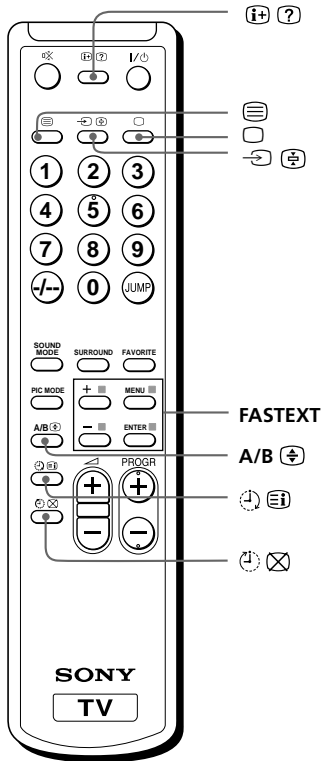 1 2 3
4 5 6
7 8 9
-/-- 0 JUMP
SOUND MODE
SURROUND
FAVORITE
PIC MODE
+
MENU
A/B
−
ENTER
PROGR
+ +
− −
SONY
TV
FASTEXT
A/B